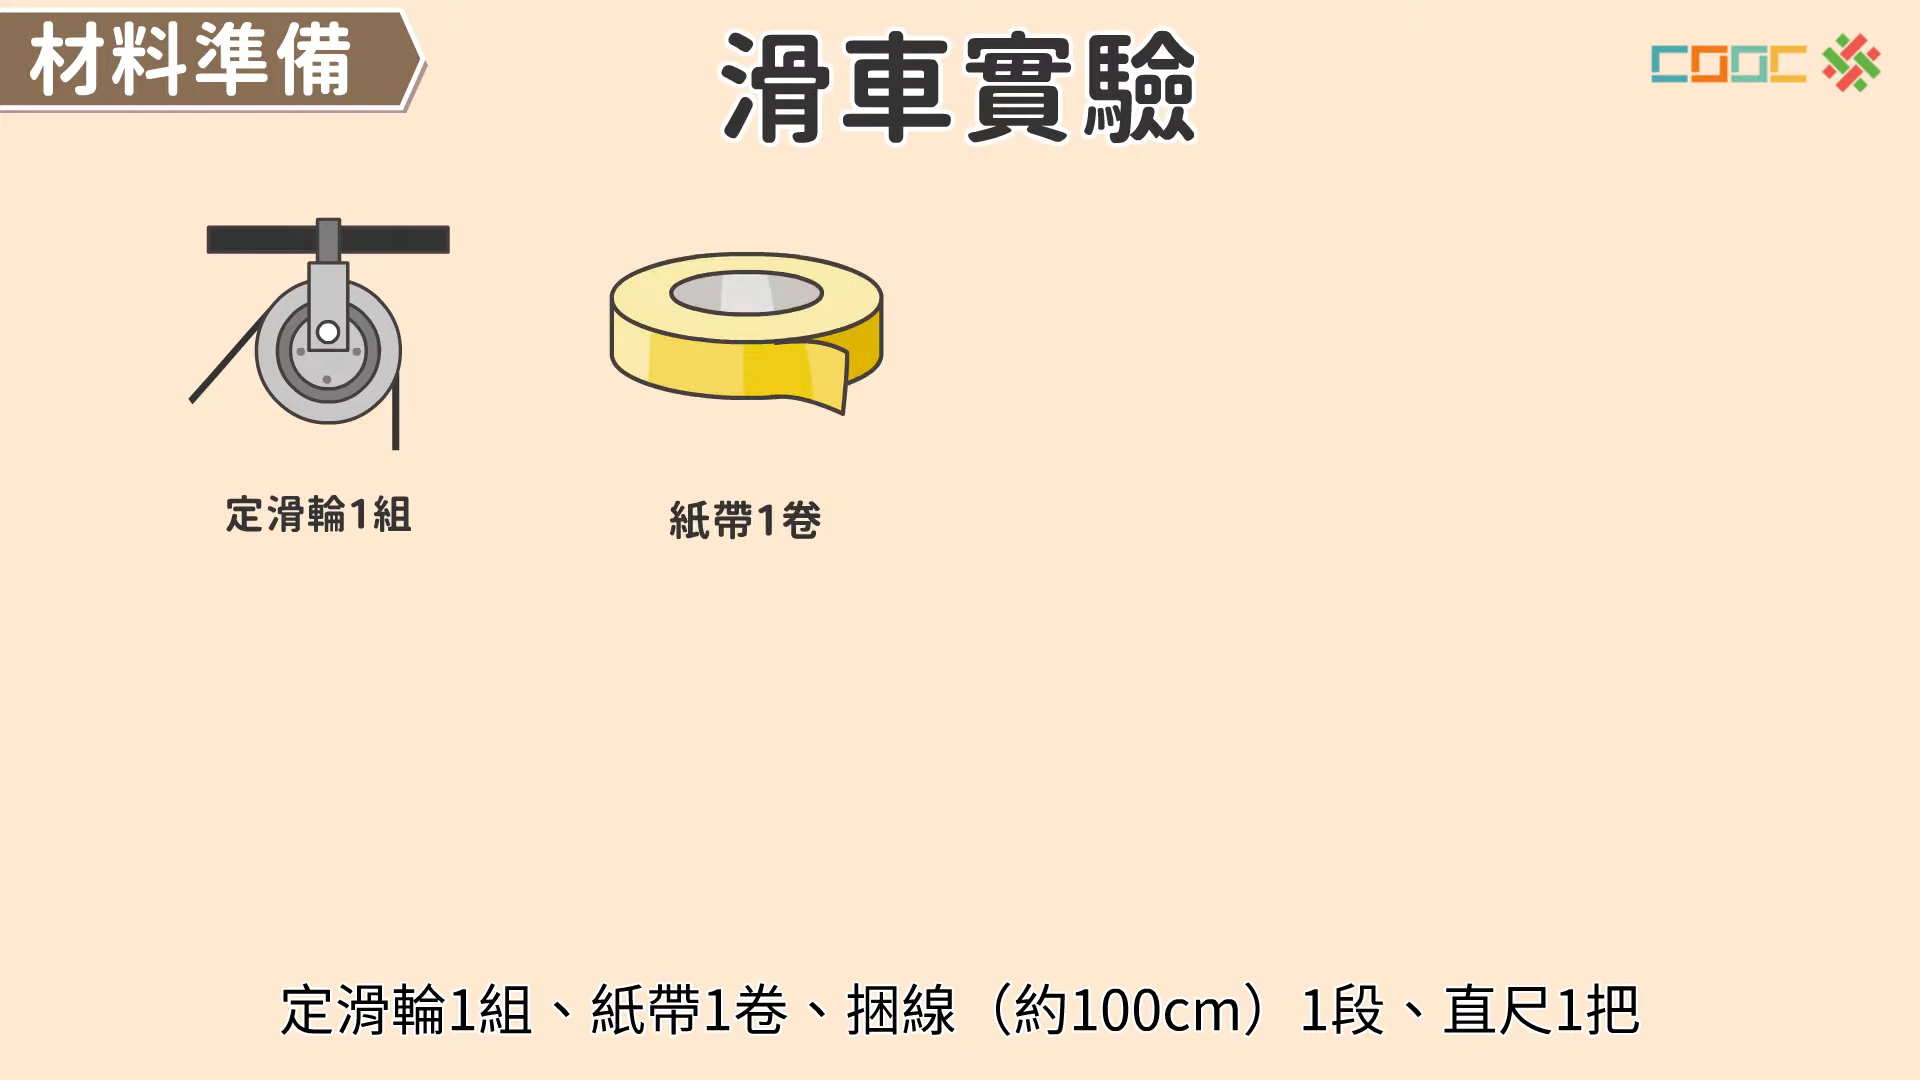 材料準備
滑車實驗
COOC
定滑輪1組
紙帶1卷
定滑輪1組、紙帶1卷、捆線（約100cm）1段、直尺1把